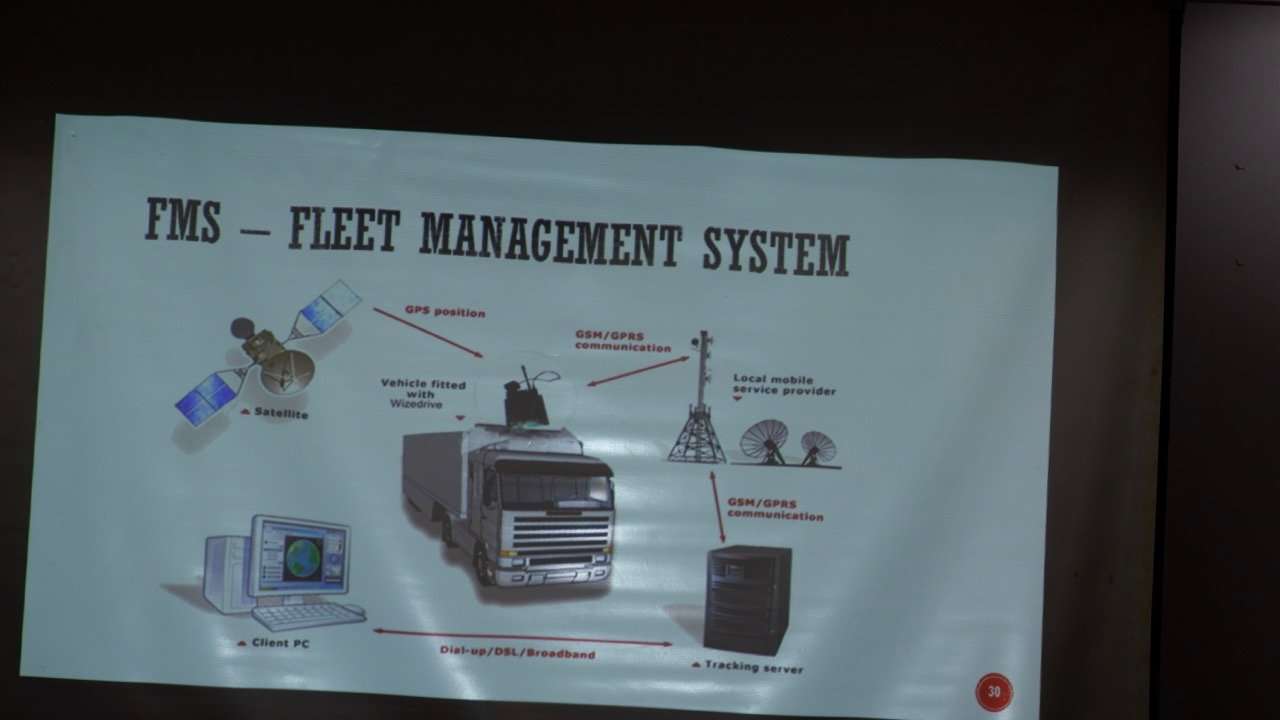 FMS – FLEET MANAGEMENT SYSTEM
GPS position
GSM/GPRS
communication
Vehicle fitted
with
Wizedrive
Local mobile
service provider
Satellite
GSM/GPRS
communication
Client PC
Dial-up/DSL/Broadband
Tracking server
30